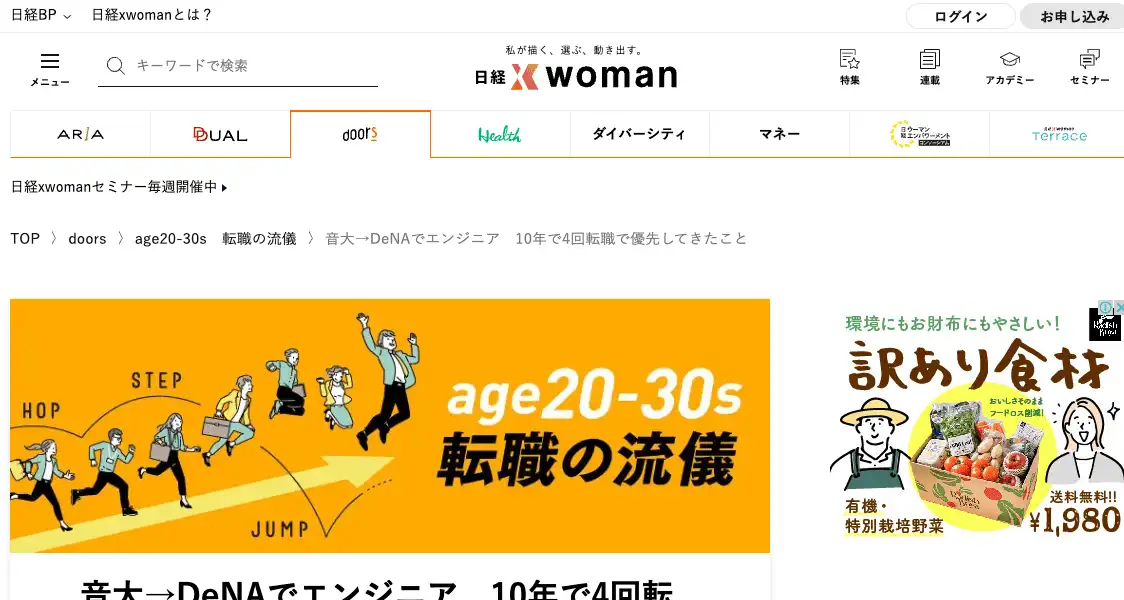 日経BP
日経xwomanとは？
ログイン
お申し込み
メニュー
キーワードで検索
私が描く、選ぶ、動き出す。
日経 X woman
特集
連載
アカデミー
セミナー
ARIA
DUAL
doors
Health
ダイバーシティ
マネー
日経ウーマン
エンパワーメント
コンソーシアム
Terrace
日経xwomanセミナー毎週開催中
TOP 〉 doors 〉 age20-30s　転職の流儀 〉 音大→DeNAでエンジニア　10年で4回転職で優先してきたこと
HOP
STEP
JUMP
age20-30s
転職の流儀
環境にもお財布にもやさしい！
訳あり食材
おいしさそのまま
フードロス削減！
有機・
特別栽培野菜
送料無料!!
¥1,980
音大→DeNAでエンジニア　10年で4回転